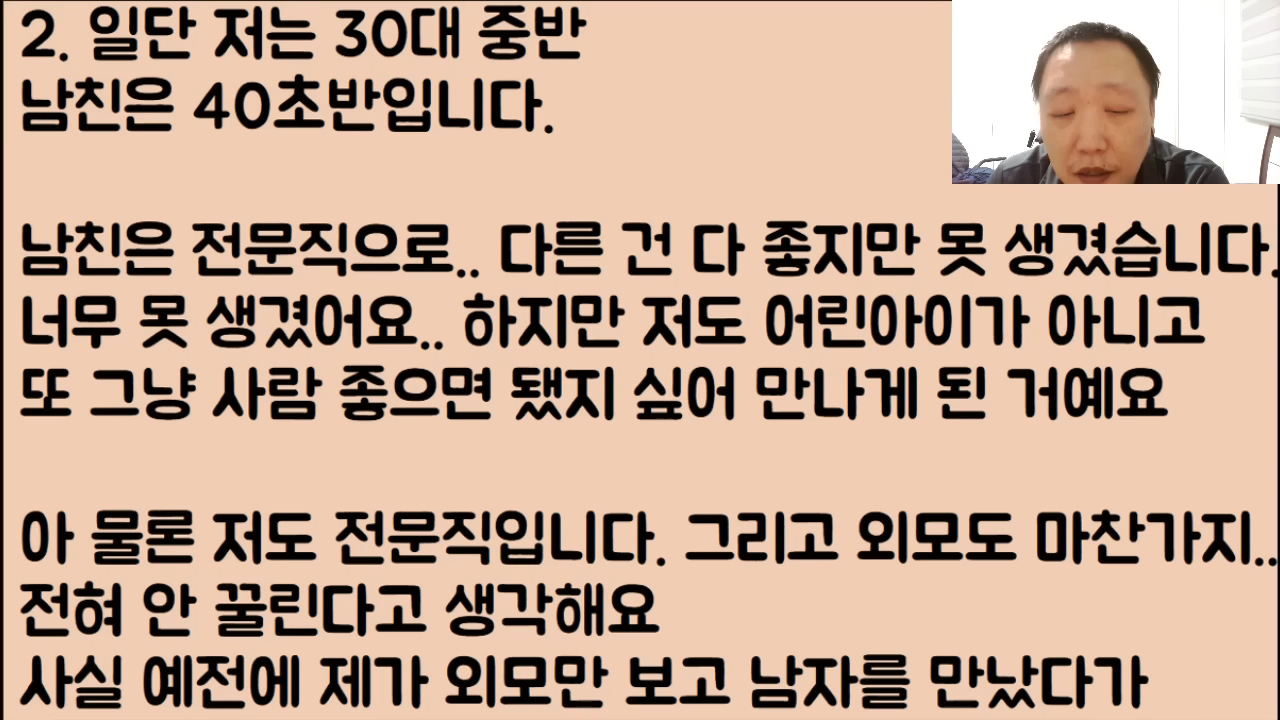 2. 일단 저는 30대 중반
남친은 40초반입니다.
남친은 전문직으로.. 다른 건 다 좋지만 못 생겼습니다.
너무 못 생겼어요.. 하지만 저도 어린아이가 아니고
또 그냥 사람 좋으면 됐지 싶어 만나게 된 거예요
아 물론 저도 전문직입니다. 그리고 외모도 마찬가지..
전혀 안 꿀린다고 생각해요
사실 예전에 제가 외모만 보고 남자를 만났다가